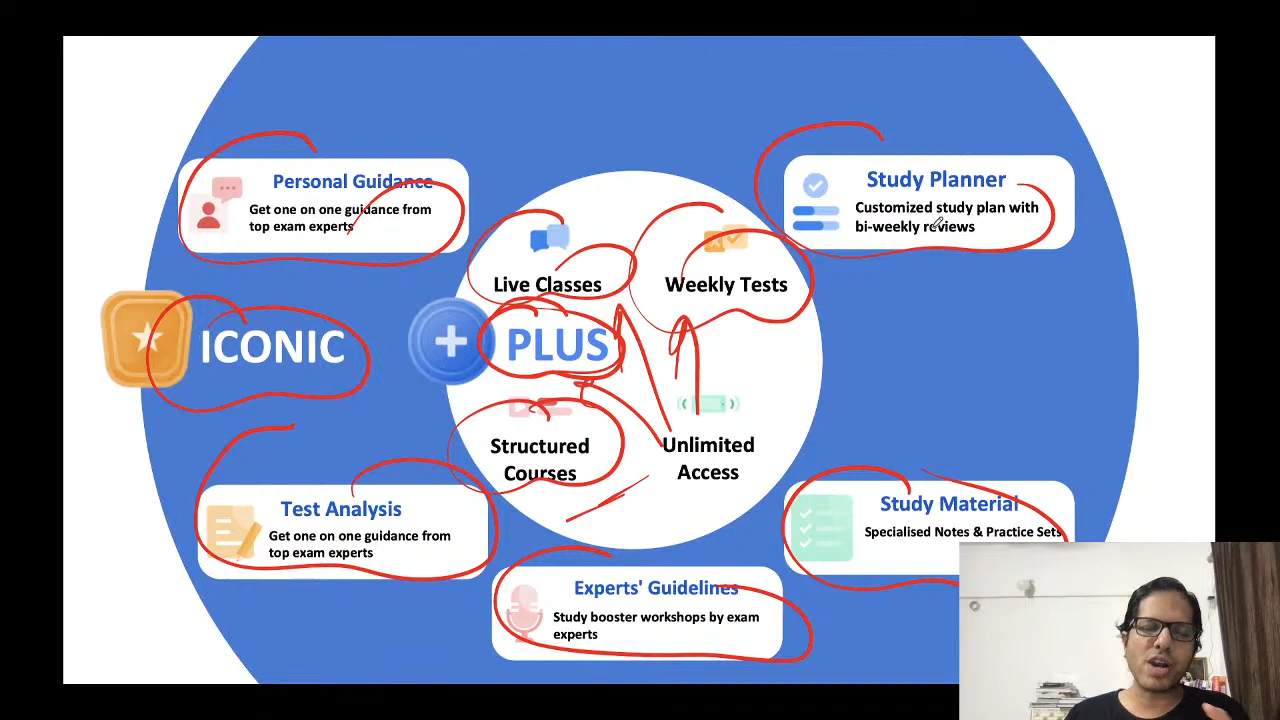 Personal Guidance
Get one on one guidance from
top exam experts
Study Planner
Customized study plan with
bi-weekly reviews
Live Classes
Weekly Tests
ICONIC
PLUS
Structured
Courses
Unlimited
Access
Test Analysis
Get one on one guidance from
top exam experts
Study Material
Specialised Notes & Practice Sets
Experts' Guidelines
Study booster workshops by exam
experts